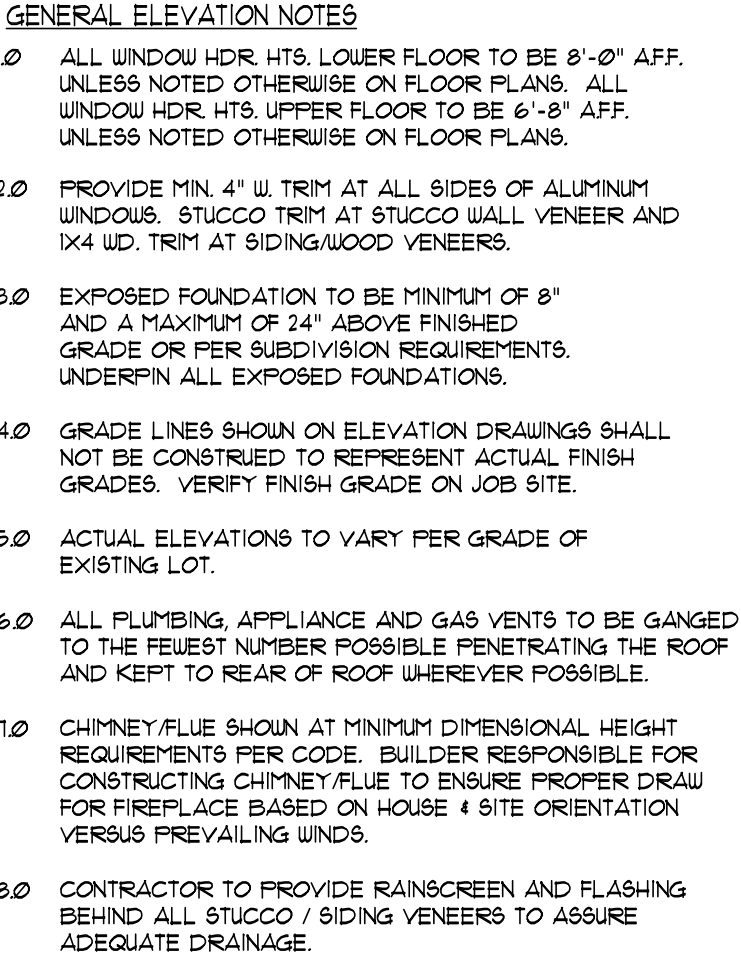 GENERAL ELEVATION NOTES
.0 ALL WINDOW HDR. HTS. LOWER FLOOR TO BE 8'-0" A.F.F.
UNLESS NOTED OTHERWISE ON FLOOR PLANS. ALL
WINDOW HDR. HTS. UPPER FLOOR TO BE 6'-8" A.F.F.
UNLESS NOTED OTHERWISE ON FLOOR PLANS.
2.0 PROVIDE MIN. 4" W. TRIM AT ALL SIDES OF ALUMINUM
WINDOWS. STUCCO TRIM AT STUCCO WALL VENEER AND
1X4 WD. TRIM AT SIDING/WOOD VENEERS.
3.0 EXPOSED FOUNDATION TO BE MINIMUM OF 8"
AND A MAXIMUM OF 24" ABOVE FINISHED
GRADE OR PER SUBDIVISION REQUIREMENTS.
UNDERPIN ALL EXPOSED FOUNDATIONS.
4.0 GRADE LINES SHOWN ON ELEVATION DRAWINGS SHALL
NOT BE CONSTRUED TO REPRESENT ACTUAL FINISH
GRADES. VERIFY FINISH GRADE ON JOB SITE.
5.0 ACTUAL ELEVATIONS TO VARY PER GRADE OF
EXISTING LOT.
6.0 ALL PLUMBING, APPLIANCE AND GAS VENTS TO BE GANGED
TO THE FEWEST NUMBER POSSIBLE PENETRATING THE ROOF
AND KEPT TO REAR OF ROOF WHEREVER POSSIBLE.
7.0 CHIMNEY/FLUE SHOWN AT MINIMUM DIMENSIONAL HEIGHT
REQUIREMENTS PER CODE. BUILDER RESPONSIBLE FOR
CONSTRUCTING CHIMNEY/FLUE TO ENSURE PROPER DRAW
FOR FIREPLACE BASED ON HOUSE & SITE ORIENTATION
VERSUS PREVAILING WINDS.
8.0 CONTRACTOR TO PROVIDE RAINSCREEN AND FLASHING
BEHIND ALL STUCCO / SIDING VENEERS TO ASSURE
ADEQUATE DRAINAGE.